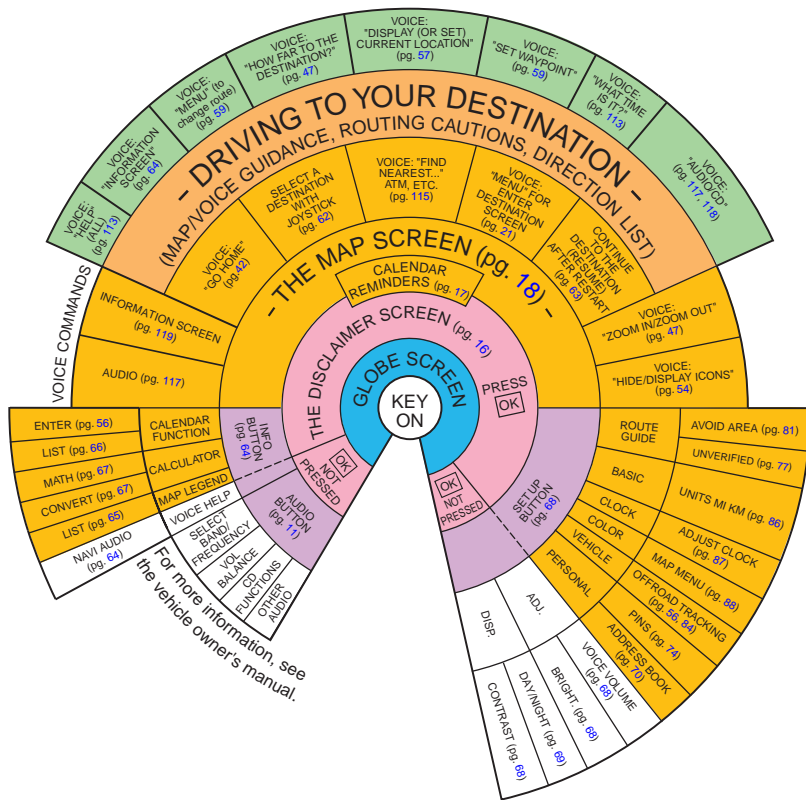 VOICE:
"HELP"
(ALL)
(pg. 113)
VOICE:
"INFORMATION
SCREEN"
(pg. 64)
VOICE:
"MENU" (to
change route)
(pg. 59)
VOICE:
"HOW FAR TO THE
DESTINATION?"
(pg. 47)
VOICE:
"DISPLAY (OR SET)
CURRENT LOCATION"
(pg. 57)
VOICE:
"SET WAYPOINT"
(pg. 59)
VOICE:
"WHAT TIME
IS IT?"
(pg. 113)
VOICE:
"AUDIO/CD"
(pg. 117, 118)
- DRIVING TO YOUR DESTINATION -
(MAP/VOICE GUIDANCE, ROUTING CAUTIONS, DIRECTION LIST)
VOICE:
"GO HOME"
(pg.42)
SELECT A
DESTINATION
WITH
JOYSTICK
(pg. 62)
VOICE: "FIND
NEAREST..."
ATM, ETC.
(pg. 115)
VOICE:
"MENU" FOR
ENTER
DESTINATION
SCREEN
(pg. 21)
CONTINUE
TO THE
DESTINATION
(RESUME)
AFTER RESTART
(pg. 63)
VOICE COMMANDS
INFORMATION SCREEN
(pg. 119)
AUDIO (pg. 117)
- THE MAP SCREEN (pg. 18) -
CALENDAR
REMINDERS (pg. 17)
VOICE:
"ZOOM IN/ZOOM OUT"
(pg. 47)
VOICE:
"HIDE/DISPLAY ICONS"
(pg. 54)
THE DISCLAIMER SCREEN (pg. 16)
PRESS
OK
GLOBE SCREEN
KEY
ON
OK
NOT
PRESSED
OK
NOT
PRESSED
INFO
BUTTON
(pg. 64)
AUDIO
BUTTON
(pg. 11)
CALENDAR
FUNCTION
CALCULATOR
MAP LEGEND
VOICE HELP
SELECT
BAND/
FREQUENCY
VOL
BALANCE
CD
FUNCTIONS
OTHER
AUDIO
ENTER (pg. 56)
LIST (pg. 66)
MATH (pg. 67)
CONVERT (pg. 67)
LIST (pg. 65)
NAVI AUDIO
(pg. 64)
For more information, see
the vehicle owner's manual.
SET UP
BUTTON
(pg. 68)
ROUTE
GUIDE
BASIC
CLOCK
COLOR
VEHICLE
PERSONAL
ADJ.
DISP.
AVOID AREA (pg. 81)
UNVERIFIED (pg. 77)
UNITS MI KM (pg. 86)
ADJUST CLOCK
(pg. 87)
MAP MENU (pg. 88)
OFFROAD TRACKING
(pg. 56, 84)
PINS (pg. 74)
ADDRESS BOOK
(pg. 70)
VOICE VOLUME
(pg. 68)
BRIGHT. (pg. 68)
DAY/NIGHT (pg. 69)
CONTRAST (pg. 68)